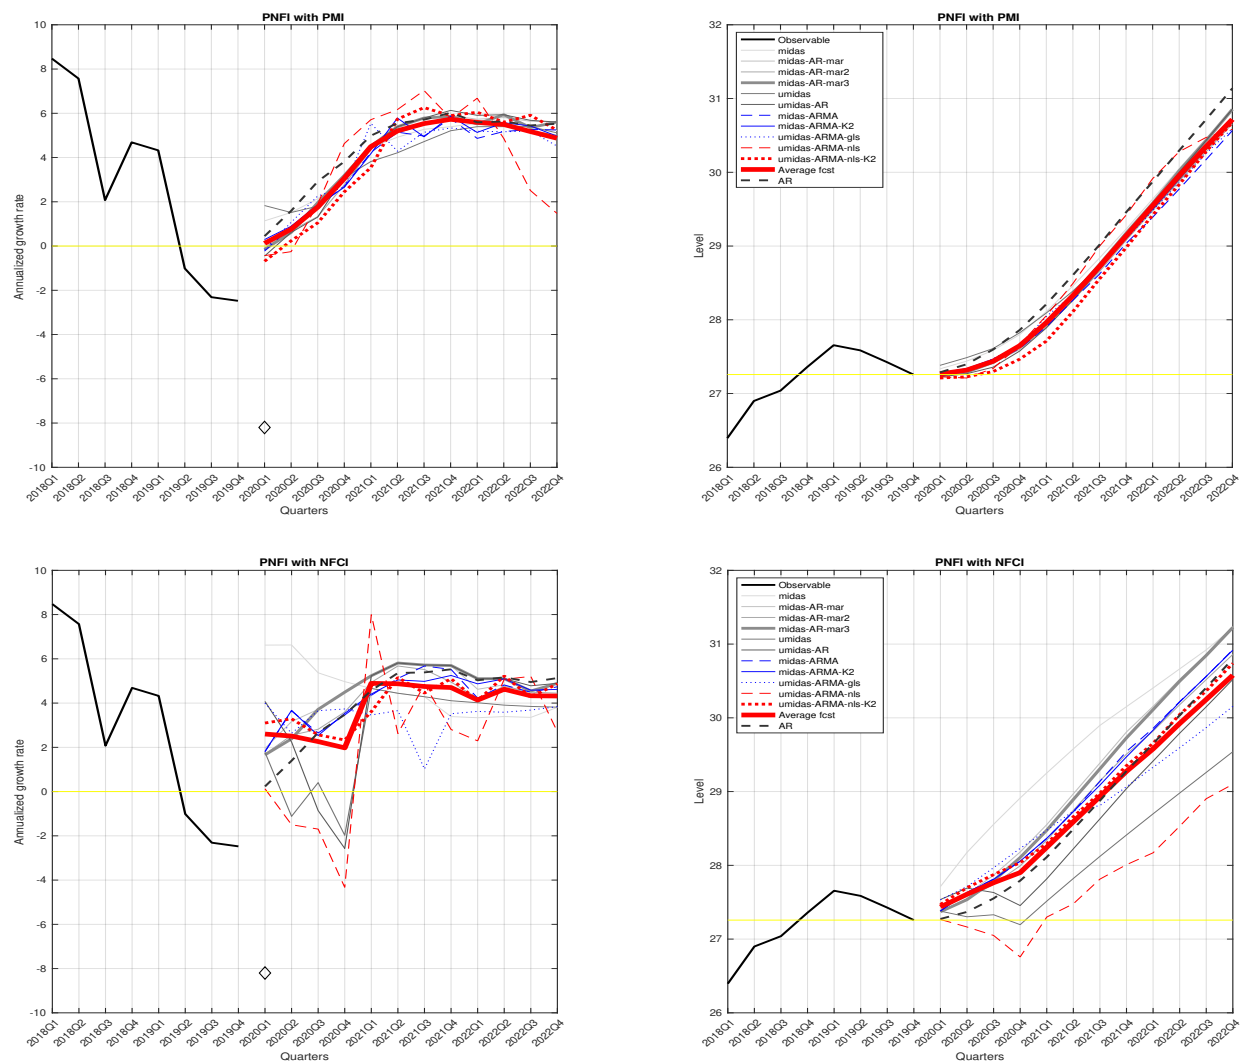 PNFI with PMI
10
8
6
4
2
0
-2
-4
-6
-8
-10
Annualized growth rate
2018Q1
2018Q2
2018Q3
2018Q4
2019Q1
2019Q2
2019Q3
2019Q4
2020Q1
2020Q2
2020Q3
2020Q4
2021Q1
2021Q2
2021Q3
2021Q4
2022Q1
2022Q2
2022Q3
2022Q4
Quarters
PNFI with PMI
32
31
30
29
28
27
26
Level
Observable
midas
midas-AR-mar
midas-AR-mar2
midas-AR-mar3
umidas
umidas-AR
midas-ARMA
midas-ARMA-K2
umidas-ARMA-gls
umidas-ARMA-nls
umidas-ARMA-nls-K2
Average fcst
AR
2018Q1
2018Q2
2018Q3
2018Q4
2019Q1
2019Q2
2019Q3
2019Q4
2020Q1
2020Q2
2020Q3
2020Q4
2021Q1
2021Q2
2021Q3
2021Q4
2022Q1
2022Q2
2022Q3
2022Q4
Quarters
PNFI with NFCI
10
8
6
4
2
0
-2
-4
-6
-8
-10
Annualized growth rate
2018Q1
2018Q2
2018Q3
2018Q4
2019Q1
2019Q2
2019Q3
2019Q4
2020Q1
2020Q2
2020Q3
2020Q4
2021Q1
2021Q2
2021Q3
2021Q4
2022Q1
2022Q2
2022Q3
2022Q4
Quarters
PNFI with NFCI
32
31
30
29
28
27
26
Level
Observable
midas
midas-AR-mar
midas-AR-mar2
midas-AR-mar3
umidas
umidas-AR
midas-ARMA
midas-ARMA-K2
umidas-ARMA-gls
umidas-ARMA-nls
umidas-ARMA-nls-K2
Average fcst
AR
2018Q1
2018Q2
2018Q3
2018Q4
2019Q1
2019Q2
2019Q3
2019Q4
2020Q1
2020Q2
2020Q3
2020Q4
2021Q1
2021Q2
2021Q3
2021Q4
2022Q1
2022Q2
2022Q3
2022Q4
Quarters